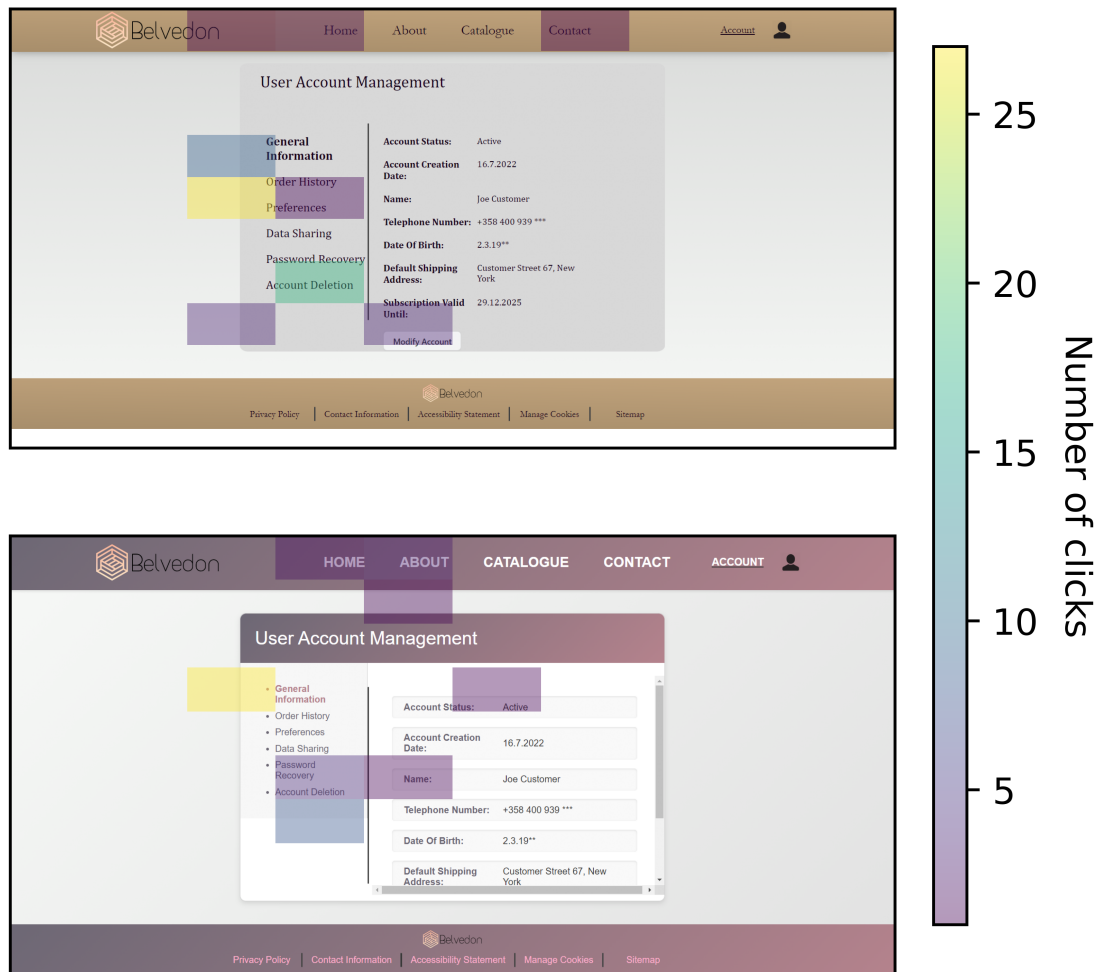 Belvedon
Home About Catalogue Contact Account
User Account Management
General
Information
Order History
Preferences
Data Sharing
Password Recovery
Account Deletion
Account Status: Active
Account Creation
Date:
16.7.2022
Name: Joe Customer
Telephone Number: +358 400 939 ***
Date Of Birth: 2.3.19**
Default Shipping
Address:
Customer Street 67, New
York
Subscription Valid
Until:
29.12.2025
Modify Account
Belvedon
Privacy Policy | Contact Information | Accessibility Statement | Manage Cookies | Sitemap
Belvedon
HOME ABOUT CATALOGUE CONTACT ACCOUNT
User Account Management
• General
Information
• Order History
• Preferences
• Data Sharing
• Password
Recovery
• Account Deletion
Account Status: Active
Account Creation
Date:
16.7.2022
Name: Joe Customer
Telephone Number: +358 400 939 ***
Date Of Birth: 2.3.19**
Default Shipping
Address:
Customer Street 67, New
York
Belvedon
Privacy Policy | Contact Information | Accessibility Statement | Manage Cookies | Sitemap
25
20
15
10
5
Number of clicks